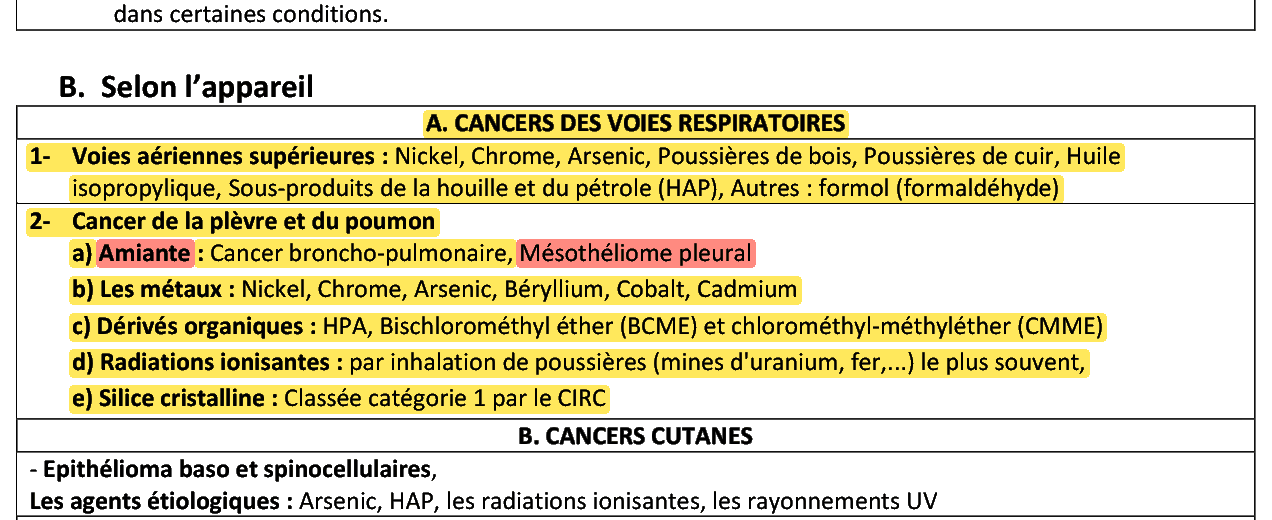 dans certaines conditions.
B. Selon l’appareil
A. CANCERS DES VOIES RESPIRATOIRES
1- Voies aériennes supérieures : Nickel, Chrome, Arsenic, Poussières de bois, Poussières de cuir, Huile
isopropylique, Sous-produits de la houille et du pétrole (HAP), Autres : formol (formaldéhyde)
2- Cancer de la plèvre et du poumon
a) Amiante : Cancer broncho-pulmonaire, Mésothéliome pleural
b) Les métaux : Nickel, Chrome, Arsenic, Béryllium, Cobalt, Cadmium
c) Dérivés organiques : HPA, Bischlorométhyl éther (BCME) et chlorométhyl-méthyléther (CMME)
d) Radiations ionisantes : par inhalation de poussières (mines d'uranium, fer,...) le plus souvent,
e) Silice cristalline : Classée catégorie 1 par le CIRC
B. CANCERS CUTANES
- Epithélioma baso et spinocellulaires,
Les agents étiologiques : Arsenic, HAP, les radiations ionisantes, les rayonnements UV